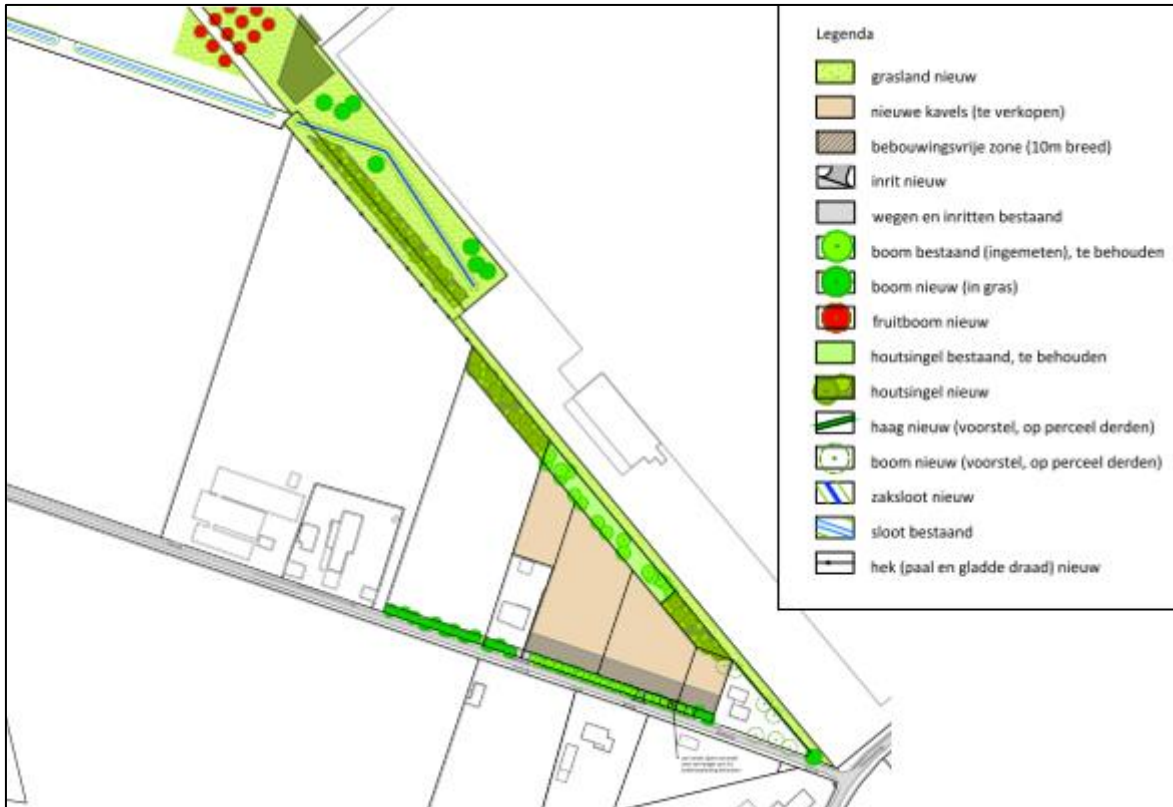 Legenda
grasland nieuw
nieuwe kavels (te verkopen)
bebouwingsvrije zone (10m breed)
inrit nieuw
wegen en inritten bestaand
boom bestaand (ingemeten), te behouden
boom nieuw (in gras)
fruitboom nieuw
houtsingel bestaand, te behouden
houtsingel nieuw
haag nieuw (voorstel, op perceel derden)
boom nieuw (voorstel, op perceel derden)
zaksloot nieuw
sloot bestaand
hek (paal en gladde draad) nieuw